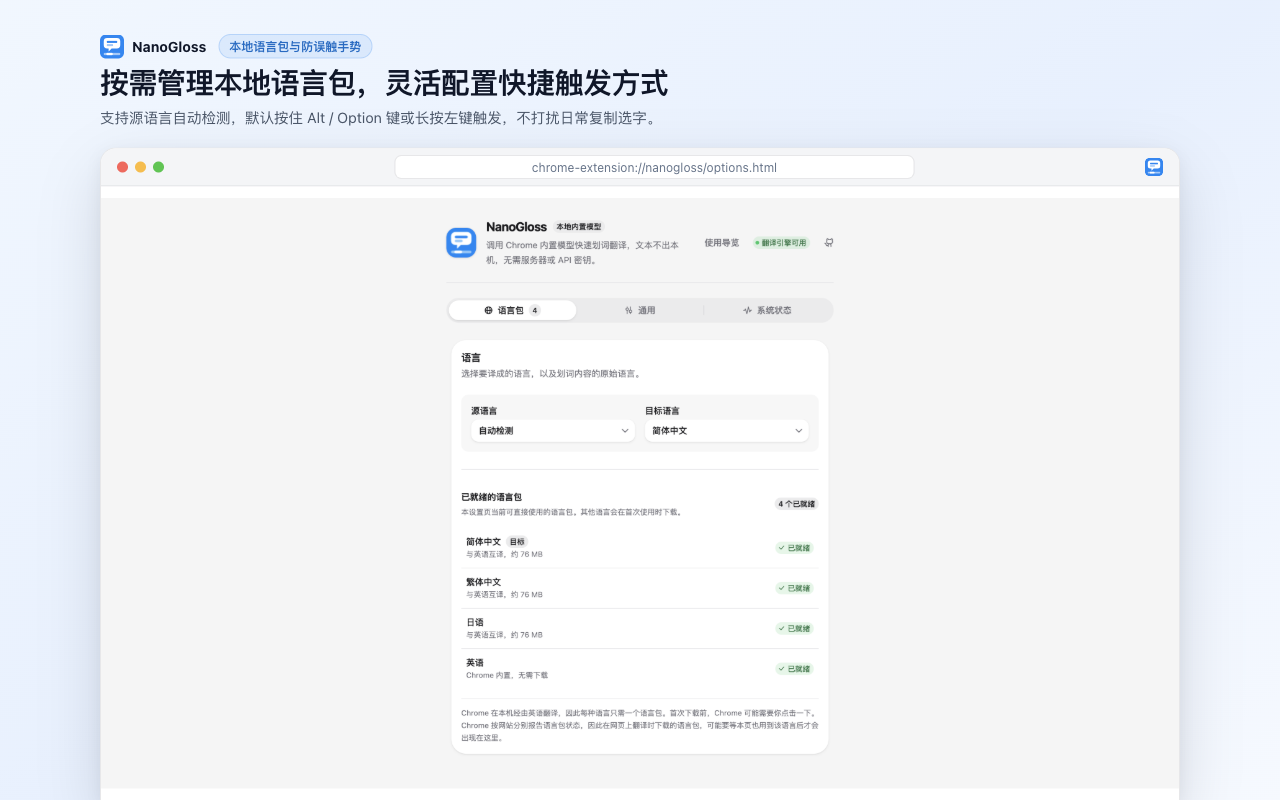 NanoGloss 本地语言包与防误触手势
按需管理本地语言包，灵活配置快捷触发方式
支持源语言自动检测，默认按住 Alt / Option 键或长按左键触发，不打扰日常复制选字。
chrome-extension://nanogloss/options.html
NanoGloss 本地内置模型
调用 Chrome 内置模型快速划词翻译，文本不出本
机，无需服务器或 API 密钥。
使用导览 翻译引擎可用
语言包 4 通用 系统状态
语言
选择要译成的语言，以及划词内容的原始语言。
源语言 目标语言
自动检测 简体中文
已就绪的语言包
本设置页当前可直接使用的语言包。其他语言会在首次使用时下载。
4 个已就绪
简体中文 目标
与英语互译，约 76 MB
已就绪
繁体中文
与英语互译，约 76 MB
已就绪
日语
与英语互译，约 76 MB
已就绪
英语
Chrome 内置，无需下载
已就绪
Chrome 在本机经由英语翻译，因此每种语言只需一个语言包。首次下载前，Chrome 可能需要你点击一下。
Chrome 按网站分别报告语言包状态，因此在网页上翻译时下载的语言包，可能要等本页也用到该语言后才会
出现在这里。